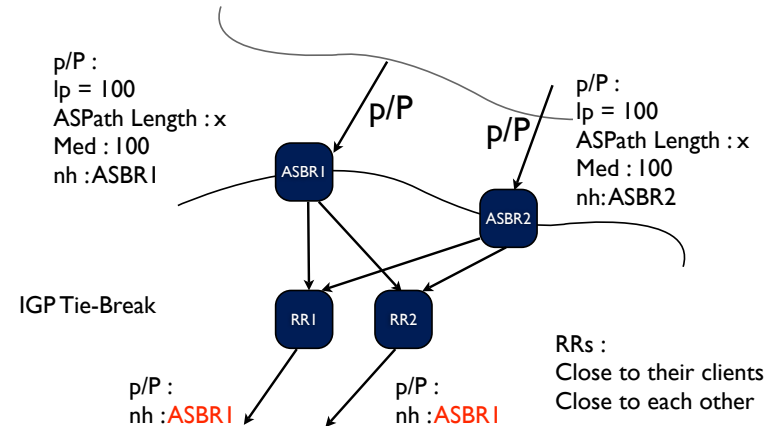 p/P :
lp = 100
ASPath Length : x
Med : 100
nh : ASBR1
p/P
p/P
p/P :
lp = 100
ASPath Length : x
Med : 100
nh: ASBR2
ASBR1
ASBR2
IGP Tie-Break
RR1
RR2
RRs :
Close to their clients
Close to each other
p/P :
nh : ASBR1
p/P :
nh : ASBR1